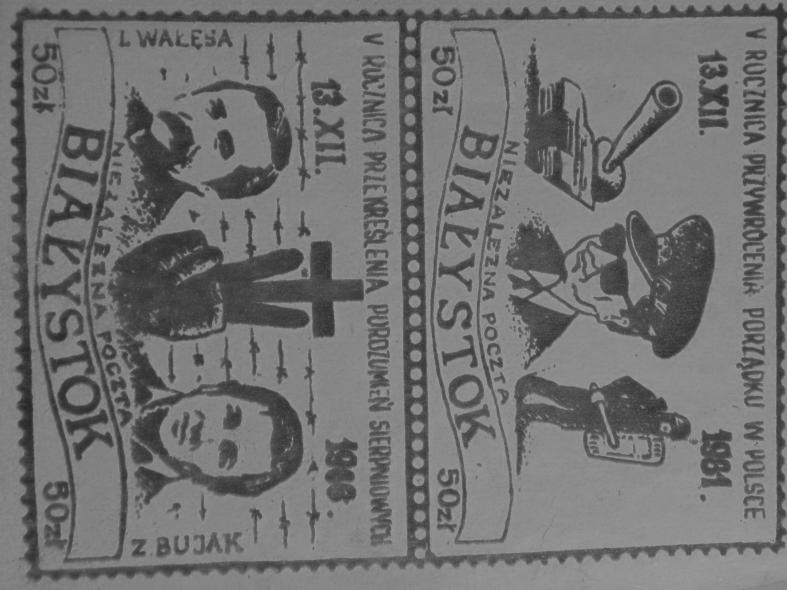 V ROCZNICA PRZEKREŚLENIA POROZUMIEŃ SIERPNIOWYCH
13.XII.
L. WAŁĘSA
Z. BUJAK
NIEZALEŻNA POCZTA
BIAŁYSTOK
50zł
50zł
V ROCZNICA PRZYWRÓCENIA PORZĄDKU W POLSCE
13.XII.
1981.
NIEZALEŻNA POCZTA
BIAŁYSTOK
50zł
50zł